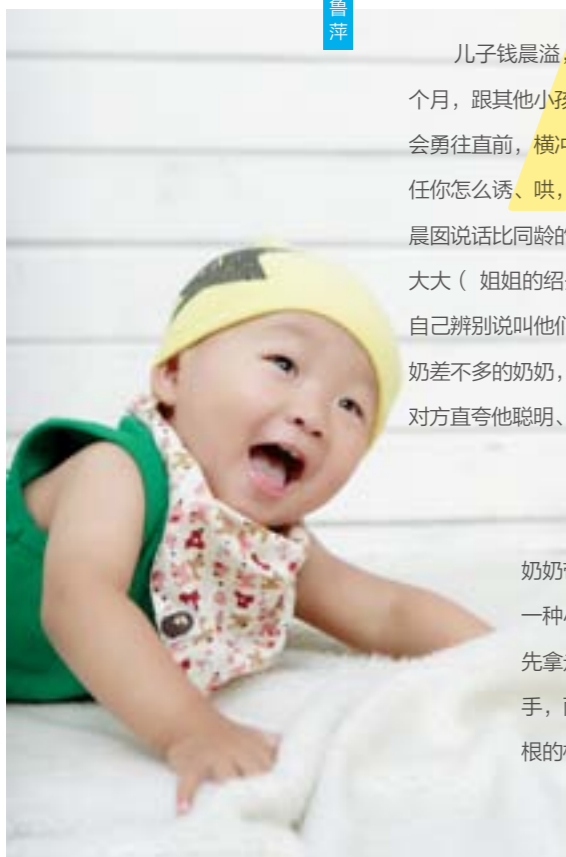 鲁
萍
儿子钱晨溢，
个月，跟其他小孩
会勇往直前，横冲
任你怎么诱、哄，
晨囡说话比同龄的
大大（ 姐姐的绍
自己辨别说叫他们
奶差不多的奶奶，
对方直夸他聪明、
奶奶
一种
先拿
手，
根的